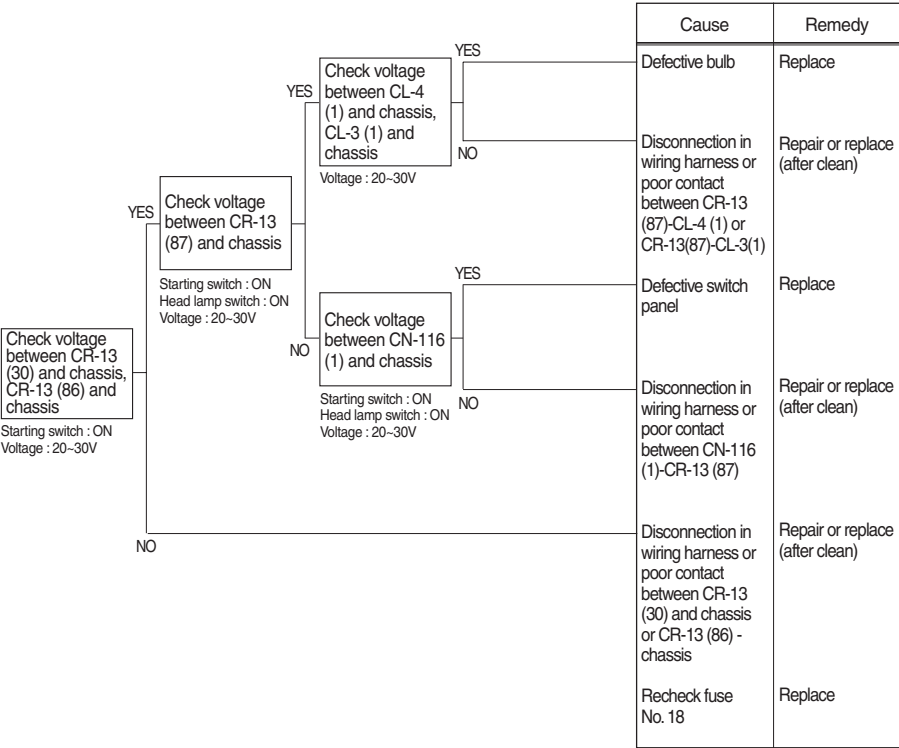 Cause
Remedy
YES
Defective bulb
Replace
Check voltage
between CL-4
(1) and chassis,
CL-3 (1) and
chassis
Voltage : 20~30V
YES
NO
Disconnection in
wiring harness or
poor contact
between CR-13
(87)-CL-4 (1) or
CR-13(87)-CL-3(1)
Repair or replace
(after clean)
YES
Check voltage
between CR-13
(87) and chassis
Starting switch : ON
Head lamp switch : ON
Voltage : 20~30V
YES
Defective switch
panel
Replace
NO
Check voltage
between CN-116
(1) and chassis
Starting switch : ON
Head lamp switch : ON
Voltage : 20~30V
NO
Disconnection in
wiring harness or
poor contact
between CN-116
(1)-CR-13 (87)
Repair or replace
(after clean)
Check voltage
between CR-13
(30) and chassis,
CR-13 (86) and
chassis
Starting switch : ON
Voltage : 20~30V
NO
Disconnection in
wiring harness or
poor contact
between CR-13
(30) and chassis
or CR-13 (86) -
chassis
Repair or replace
(after clean)
Recheck fuse
No. 18
Replace